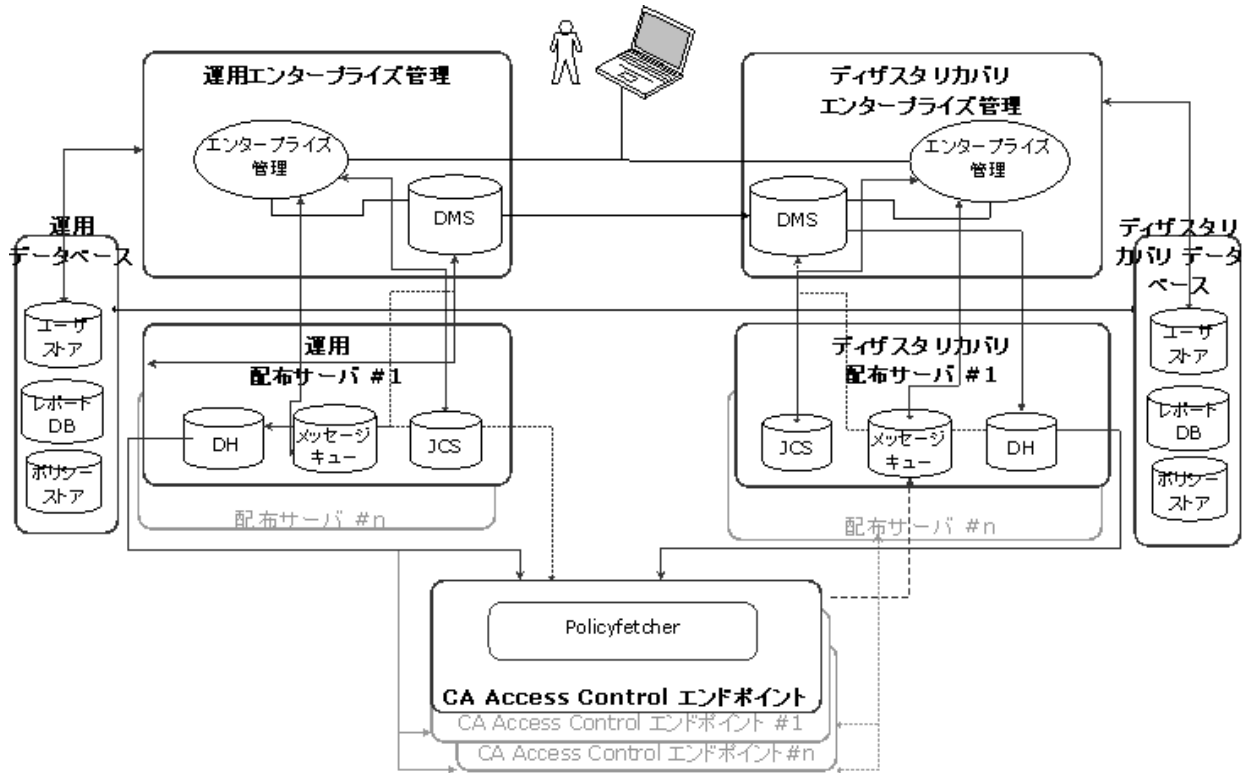 運用エンタープライズ管理
エンタープライズ
管理
DMS
ディザスタリカバリ
エンタープライズ管理
エンタープライズ
管理
DMS
運用
データベース
ユーザ
ストア
レポート
DB
ポリシー
ストア
運用
配布サーバ #1
DH
メッセージ
キュー
JCS
配布サーバ #n
ディザスタリカバリ
配布サーバ #1
JCS
メッセージ
キュー
DH
配布サーバ #n
ディザスタリ
カバリ データ
ベース
ユーザ
ストア
レポート
DB
ポリシー
ストア
Policyfetcher
CA Access Control エンドポイント
CA Access Control エンドポイント #1
CA Access Control エンドポイント#n